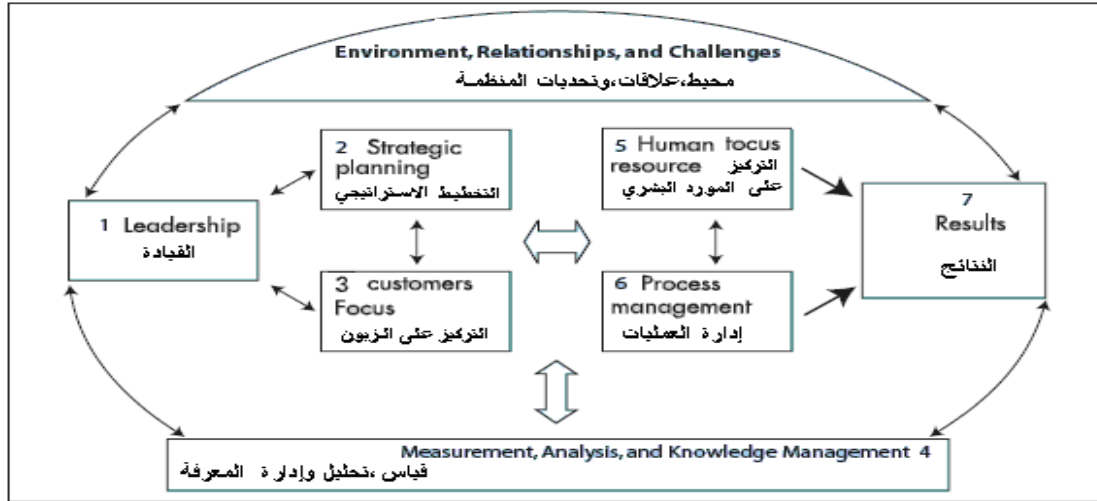 Environment, Relationships, and Challenges
محيط،علاقات،وتحديات المنظمة
2 Strategic
planning
التخطيط الاستراتيجي
5 Human tocus
resource التركيز
على المورد البشري
1 Leadership
القيادة
7
Results
النتائج
3 customers
Focus
التركيز على الزبون
6 Process
management
إدارة العمليات
Measurement, Analysis, and Knowledge Management 4
قياس ،تحليل وإدارة المعرفة